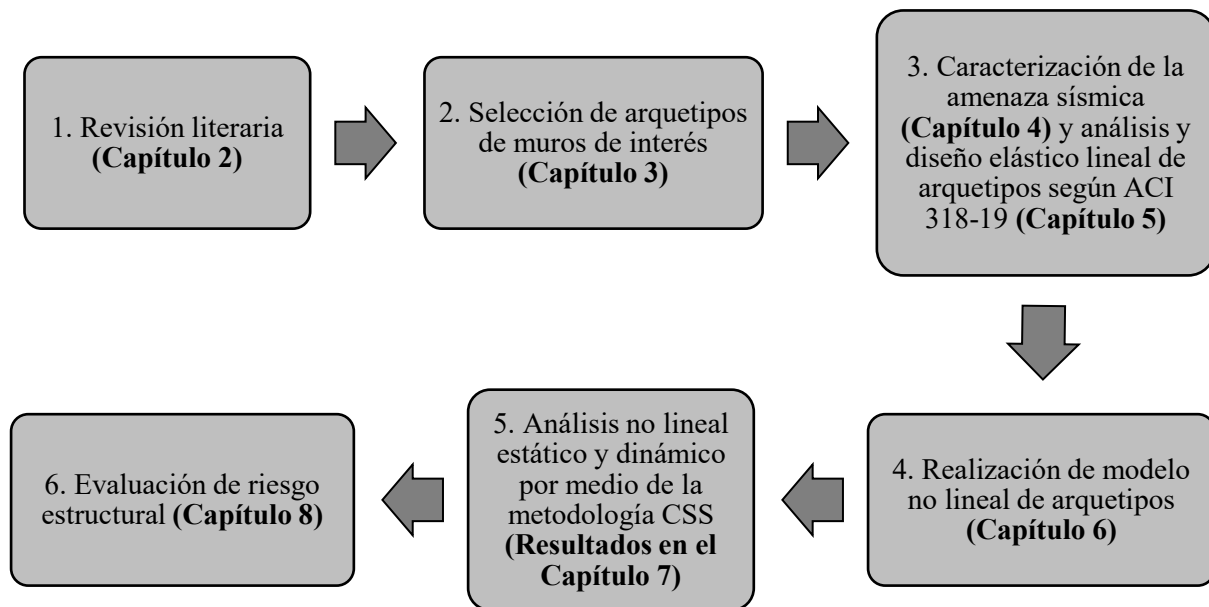 1. Revisión literaria
(Capítulo 2)
2. Selección de arquetipos
de muros de interés
(Capítulo 3)
3. Caracterización de la
amenaza sísmica
(Capítulo 4) y análisis y
diseño elástico lineal de
arquetipos según ACI
318-19 (Capítulo 5)
4. Realización de modelo
no lineal de arquetipos
(Capítulo 6)
5. Análisis no lineal
estático y dinámico
por medio de la
metodología CSS
(Resultados en el
Capítulo 7)
6. Evaluación de riesgo
estructural (Capítulo 8)